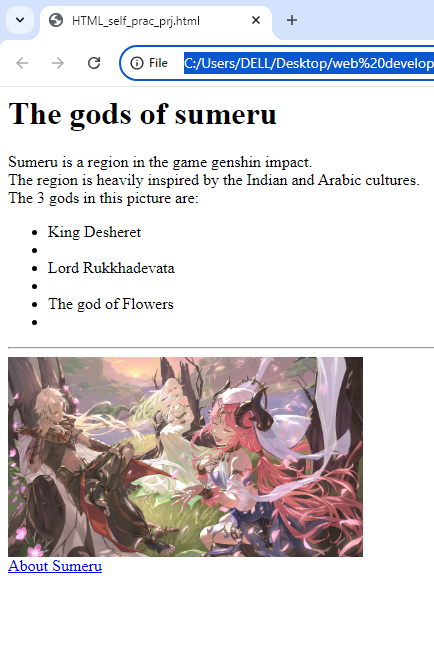 HTML_self_prac_prj.html
File
C:/Users/DELL/Desktop/web%20develop
The gods of sumeru
Sumeru is a region in the game genshin impact.
The region is heavily inspired by the Indian and Arabic cultures.
The 3 gods in this picture are:
King Desheret
Lord Rukkhadevata
The god of Flowers
About Sumeru